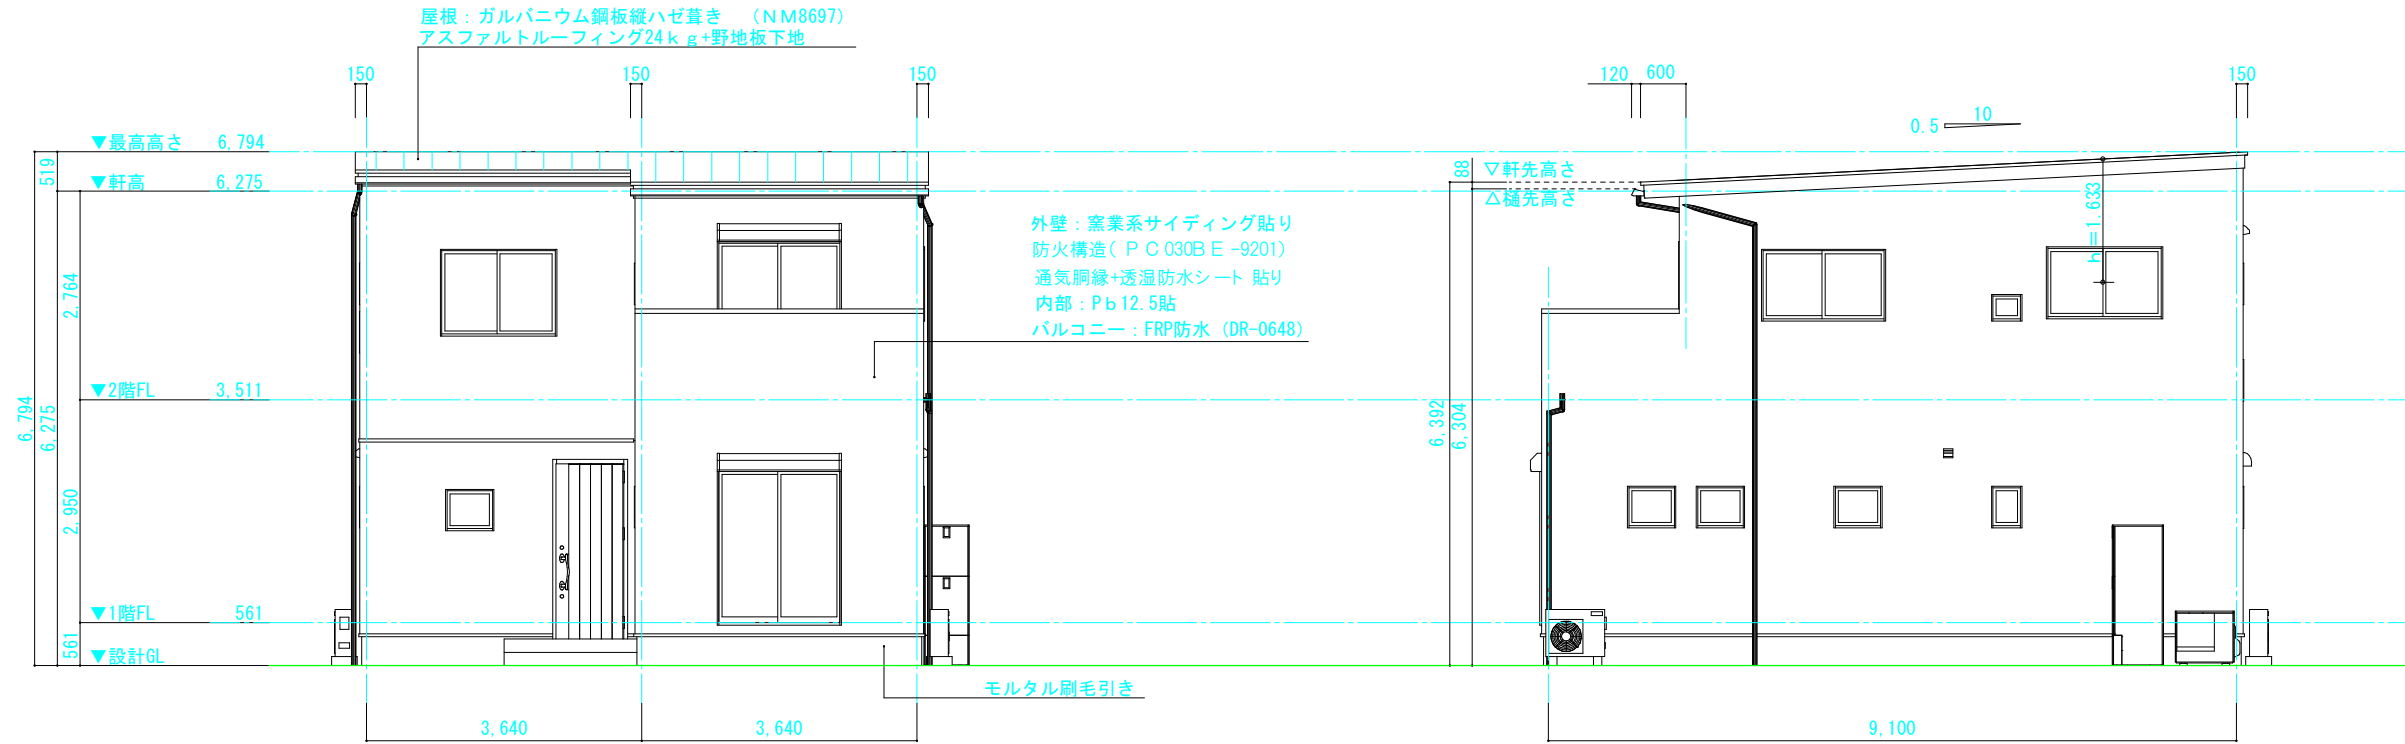 屋根：ガルバニウム鋼板縦ハゼ葺き　（ＮＭ8697）
アスファルトルーフィング24ｋｇ+野地板下地
150
150
150
▼最高高さ 6,794
519
▼軒高 6,275
2,764
▼2階FL 3,511
6,794
6,275
2,950
▼1階FL 561
561
▼設計GL
3,640
3,640
外壁：窯業系サイディング貼り
防火構造(ＰＣ030ＢＥ-9201)
通気胴縁+透湿防水シート 貼り
内部：Ｐｂ12.5貼
バルコニー：FRP防水（DR-0648）
モルタル刷毛引き
120
600
150
10
0.5
88
▽軒先高さ
△樋先高さ
h＝1.633
6,392
6,304
9,100